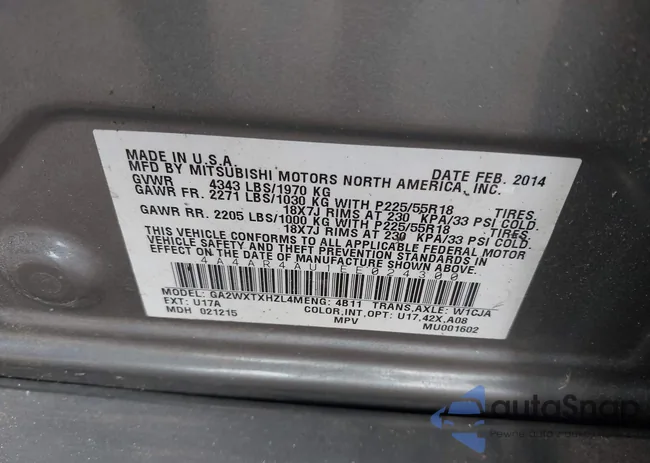 MADE IN U.S.A.
MFD BY MITSUBISHI MOTORS NORTH AMERICA, INC.
DATE FEB. 2014
GVWR 4343 LBS/1970 KG
GAWR FR. 2271 LBS/1030 KG WITH P225/55R18 TIRES,
18X7J RIMS AT 230 KPA/33 PSI COLD.
GAWR RR. 2205 LBS/1000 KG WITH P225/55R18 TIRES,
18X7J RIMS AT 230 KPA/33 PSI COLD.
THIS VEHICLE CONFORMS TO ALL APPLICABLE FEDERAL MOTOR
VEHICLE SAFETY AND THEFT PREVENTION STANDARDS IN
EFFECT ON THE DATE OF MANUFACTURE SHOWN ABOVE.
4A4AR4AU1EE024300
MODEL: GA2WXTXHZL4M ENG: 4B11 TRANS,AXLE: W1CJA
EXT: U17A COLOR,INT,OPT: U17,42X,A08
MDH 021215 MPV MU001602
autoSnap